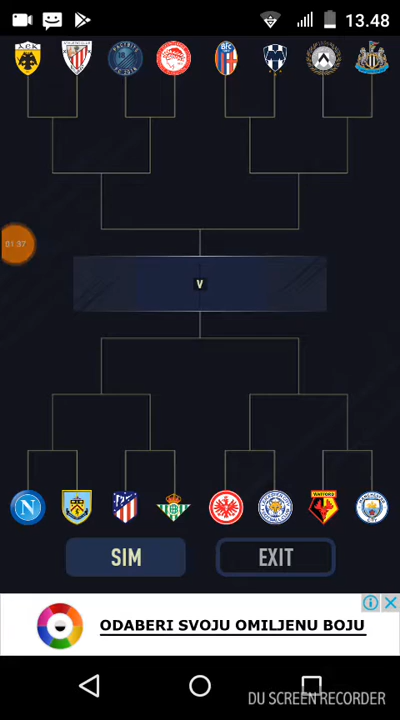 13.48
01:37
V
SIM
EXIT
ODABERI SVOJU OMILJENU BOJU
DU SCREEN RECORDER